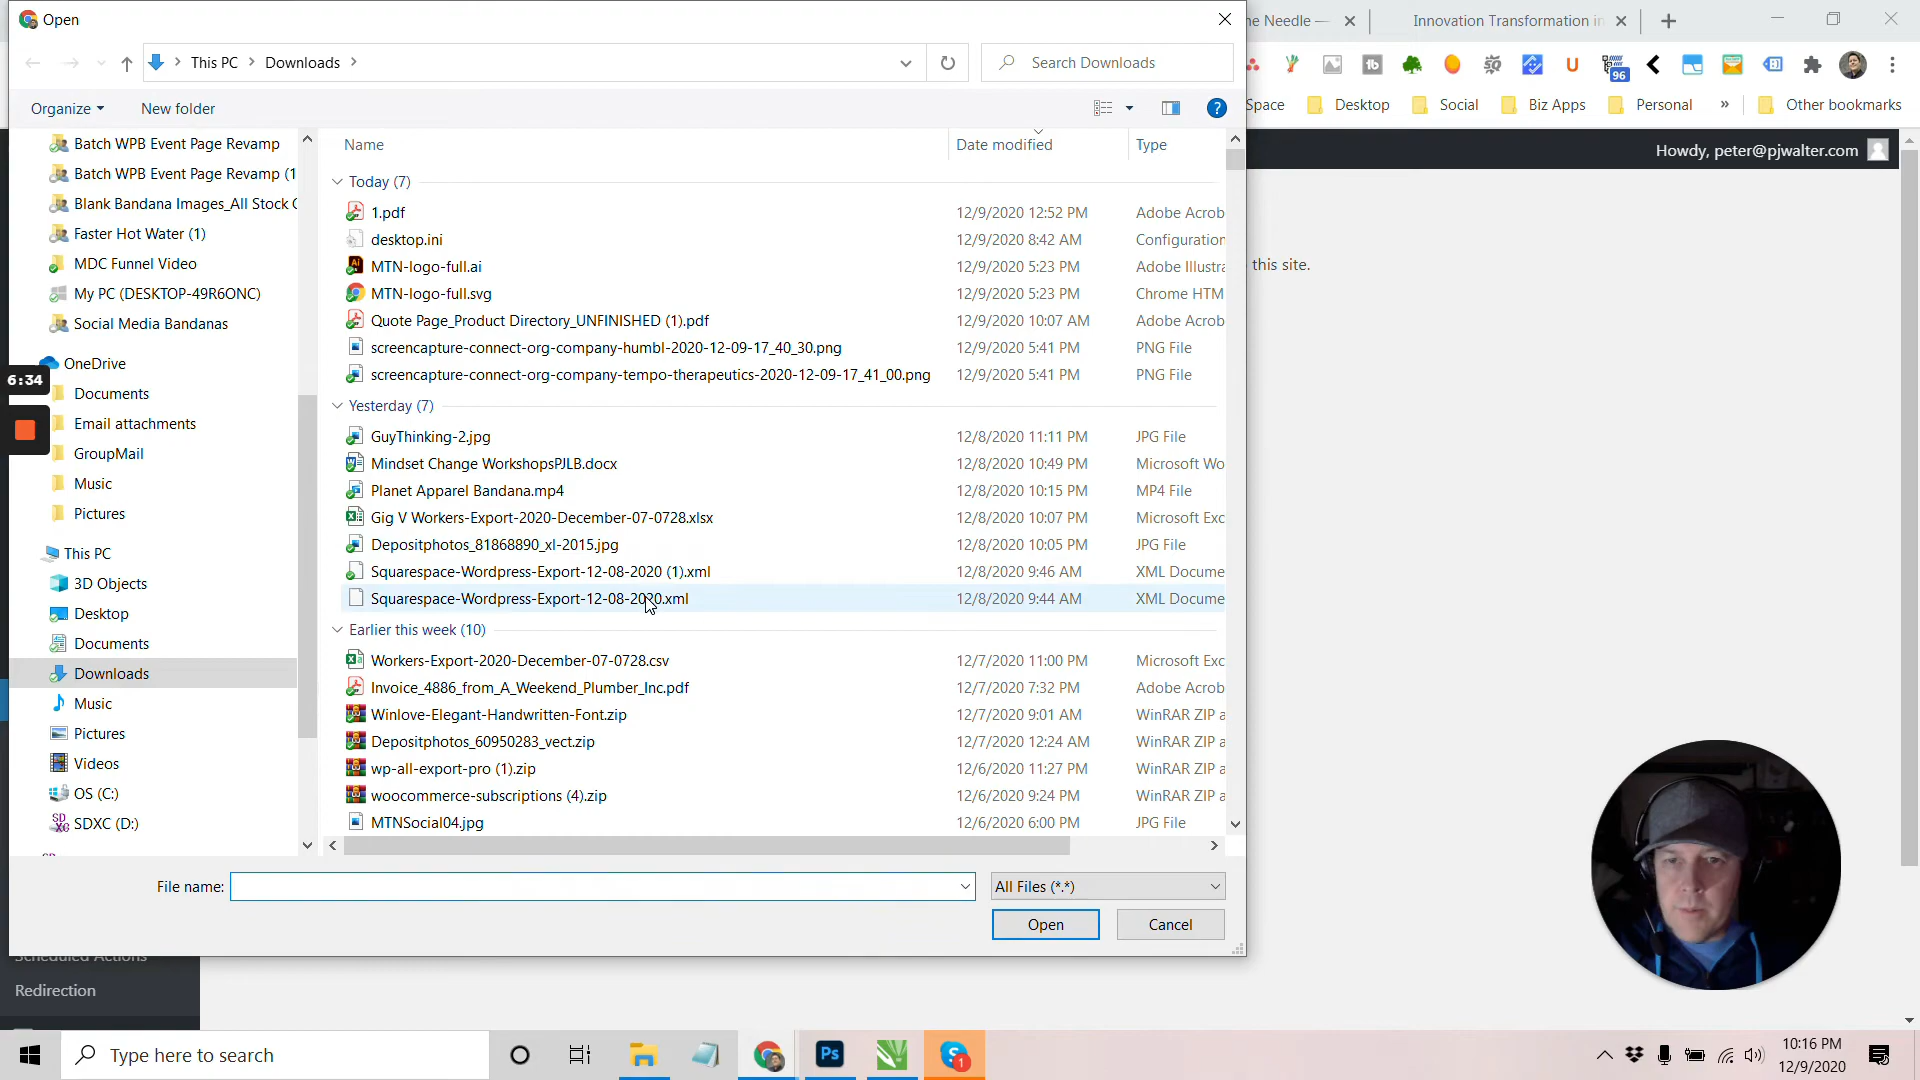 Open
ne Needle —
Innovation Transformation in
This PC
Downloads
Search Downloads
96
Organize
New folder
Space
Desktop
Social
Biz Apps
Personal
»
Other bookmarks
Howdy, peter@pjwalter.com
this site.
Batch WPB Event Page Revamp
Batch WPB Event Page Revamp (1
Blank Bandana Images_All Stock C
Faster Hot Water (1)
MDC Funnel Video
My PC (DESKTOP-49R6ONC)
Social Media Bandanas
OneDrive
6:34
Documents
Email attachments
GroupMail
Music
Pictures
This PC
3D Objects
Desktop
Documents
Downloads
Music
Pictures
Videos
OS (C:)
SDXC (D:)
Name Date modified Type
Today (7)
1.pdf 12/9/2020 12:52 PM Adobe Acrob
desktop.ini 12/9/2020 8:42 AM Configuration
MTN-logo-full.ai 12/9/2020 5:23 PM Adobe Illustra
MTN-logo-full.svg 12/9/2020 5:23 PM Chrome HTM
Quote Page_Product Directory_UNFINISHED (1).pdf 12/9/2020 10:07 AM Adobe Acrob
screencapture-connect-org-company-humbl-2020-12-09-17_40_30.png 12/9/2020 5:41 PM PNG File
screencapture-connect-org-company-tempo-therapeutics-2020-12-09-17_41_00.png 12/9/2020 5:41 PM PNG File
Yesterday (7)
GuyThinking-2.jpg 12/8/2020 11:11 PM JPG File
Mindset Change WorkshopsPJLB.docx 12/8/2020 10:49 PM Microsoft Wo
Planet Apparel Bandana.mp4 12/8/2020 10:15 PM MP4 File
Gig V Workers-Export-2020-December-07-0728.xlsx 12/8/2020 10:07 PM Microsoft Exc
Depositphotos_81868890_xl-2015.jpg 12/8/2020 10:05 PM JPG File
Squarespace-Wordpress-Export-12-08-2020 (1).xml 12/8/2020 9:46 AM XML Docume
Squarespace-Wordpress-Export-12-08-2020.xml 12/8/2020 9:44 AM XML Docume
Earlier this week (10)
Workers-Export-2020-December-07-0728.csv 12/7/2020 11:00 PM Microsoft Exc
Invoice_4886_from_A_Weekend_Plumber_Inc.pdf 12/7/2020 7:32 PM Adobe Acrob
Winlove-Elegant-Handwritten-Font.zip 12/7/2020 9:01 AM WinRAR ZIP a
Depositphotos_60950283_vect.zip 12/7/2020 12:24 AM WinRAR ZIP a
wp-all-export-pro (1).zip 12/6/2020 11:27 PM WinRAR ZIP a
woocommerce-subscriptions (4).zip 12/6/2020 9:24 PM WinRAR ZIP a
MTNSocial04.jpg 12/6/2020 6:00 PM JPG File
File name:
All Files (*.*)
Open
Cancel
Scheduled Actions
Redirection
Type here to search
Ps
1
10:16 PM
12/9/2020